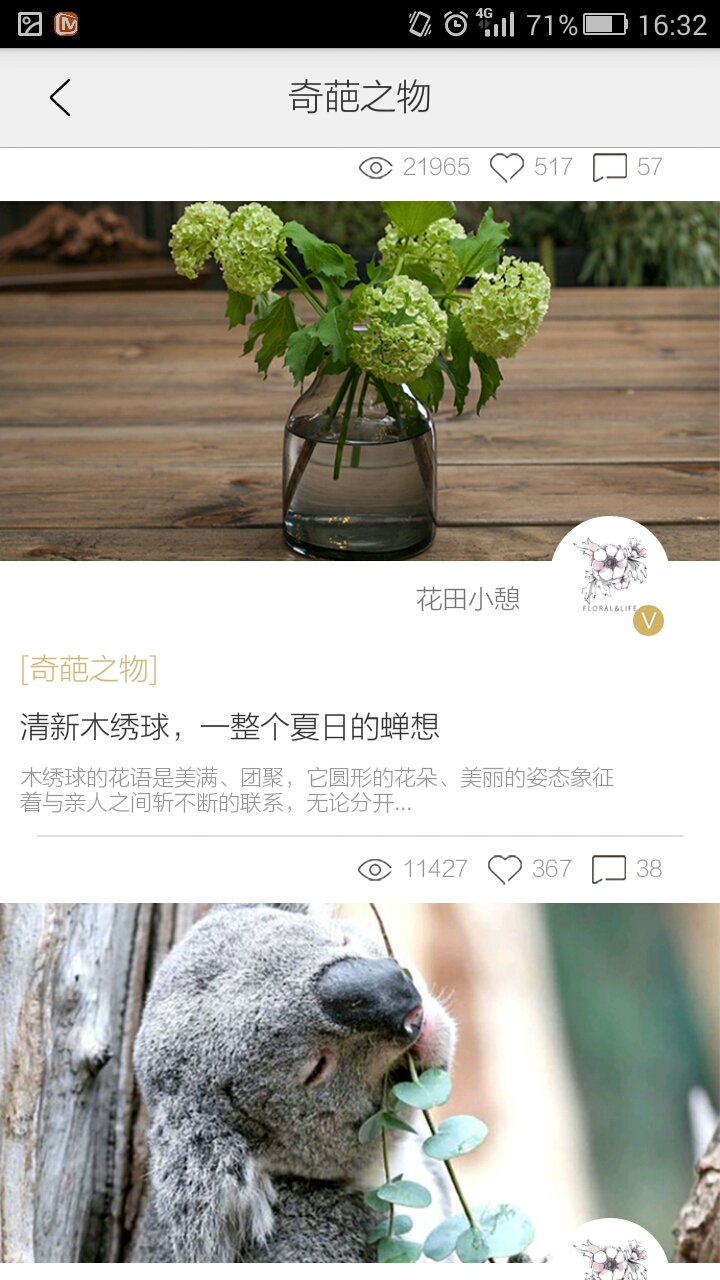 4G 71% 16:32
奇葩之物
21965 517 57
花田小憩
FLORAL&LIFE
V
[奇葩之物]
清新木绣球，一整个夏日的蝉想
木绣球的花语是美满、团聚，它圆形的花朵、美丽的姿态象征
着与亲人之间斩不断的联系，无论分开...
11427 367 38